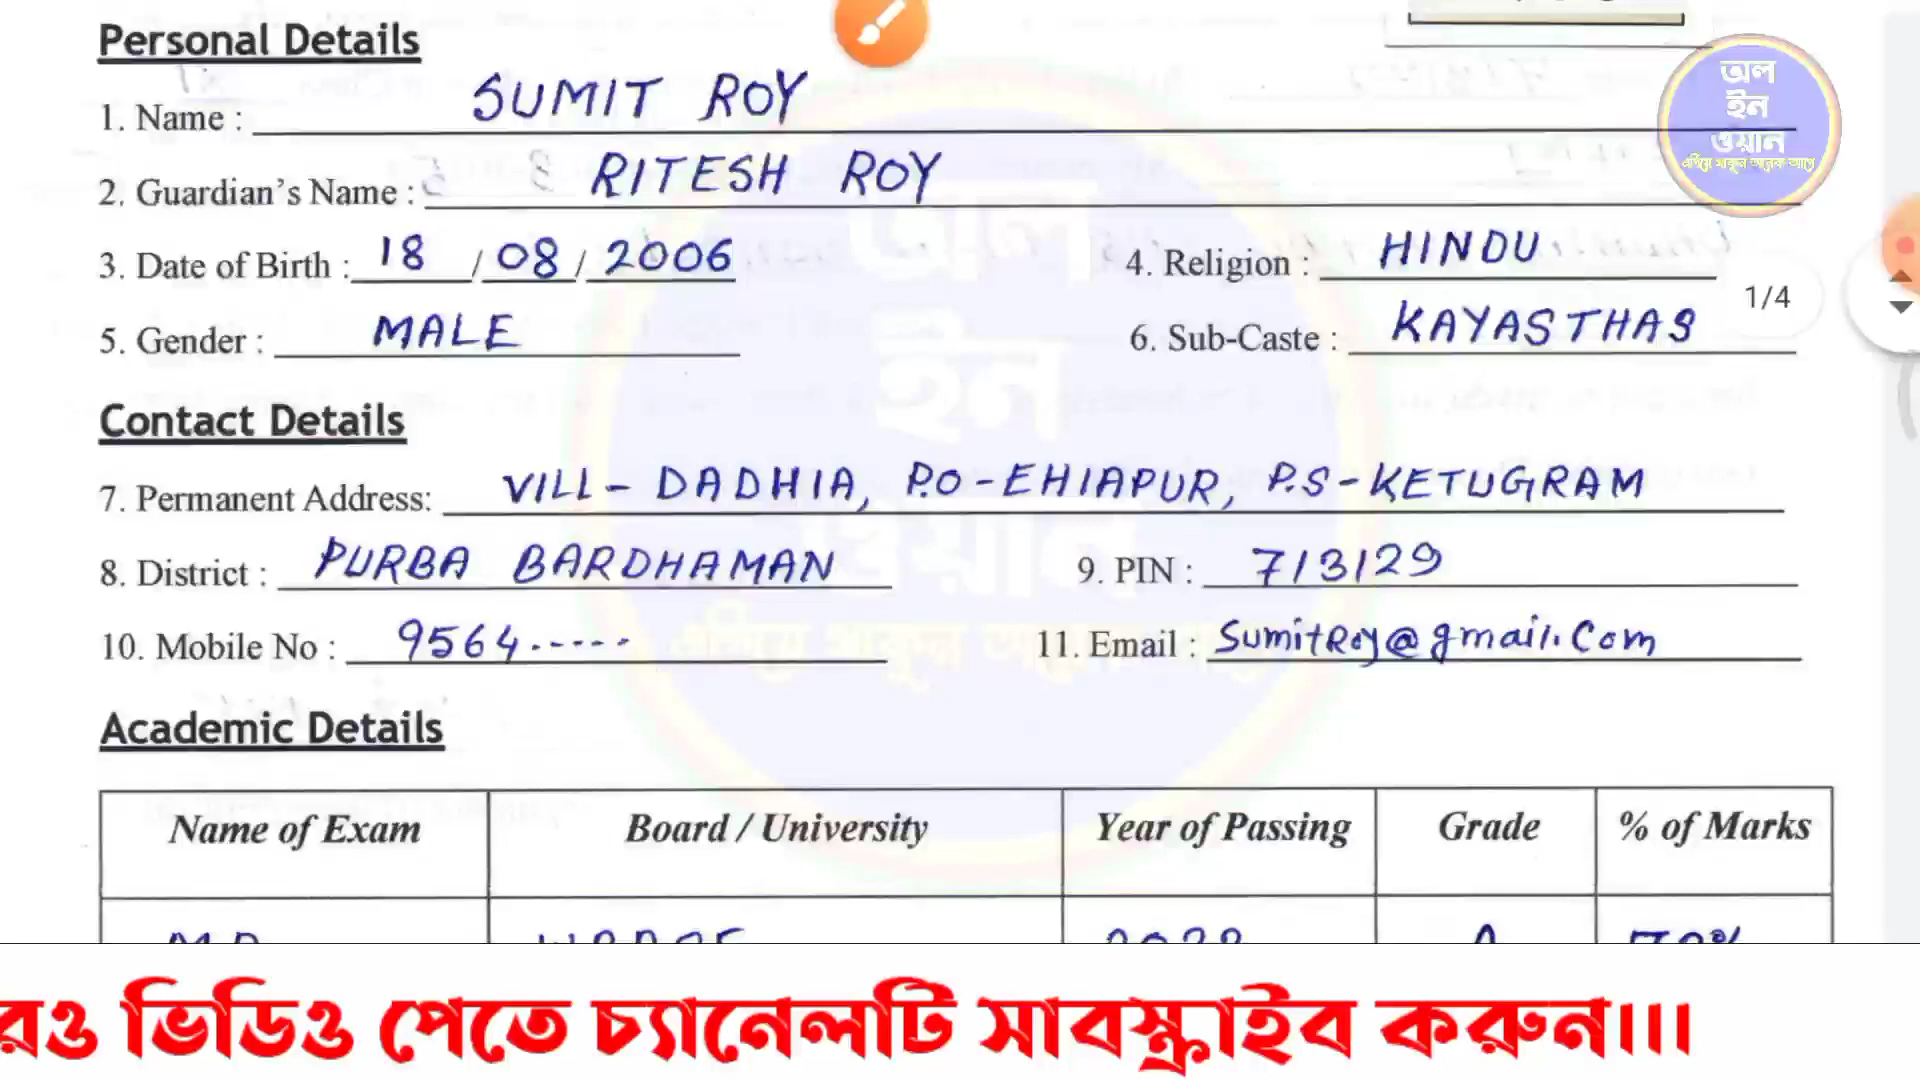 Personal Details
অল
ইন
ওয়ান
এগিয়ে থাকুন অনেক আগে
1. Name : SUMIT ROY
2. Guardian's Name : RITESH ROY
3. Date of Birth : 18 / 08 / 2006 4. Religion : HINDU
1/4
5. Gender : MALE 6. Sub-Caste : KAYASTHAS
Contact Details
7. Permanent Address: VILL - DADHIA, P.O - EHIAPUR, P.S - KETUGRAM
8. District : PURBA BARDHAMAN 9. PIN : 713129
10. Mobile No : 9564----- 11. Email : SumitRoy@gmail.Com
Academic Details
Name of Exam Board / University Year of Passing Grade % of Marks
রও ভিডিও পেতে চ্যানেলটি সাবস্ক্রাইব করুন।।।